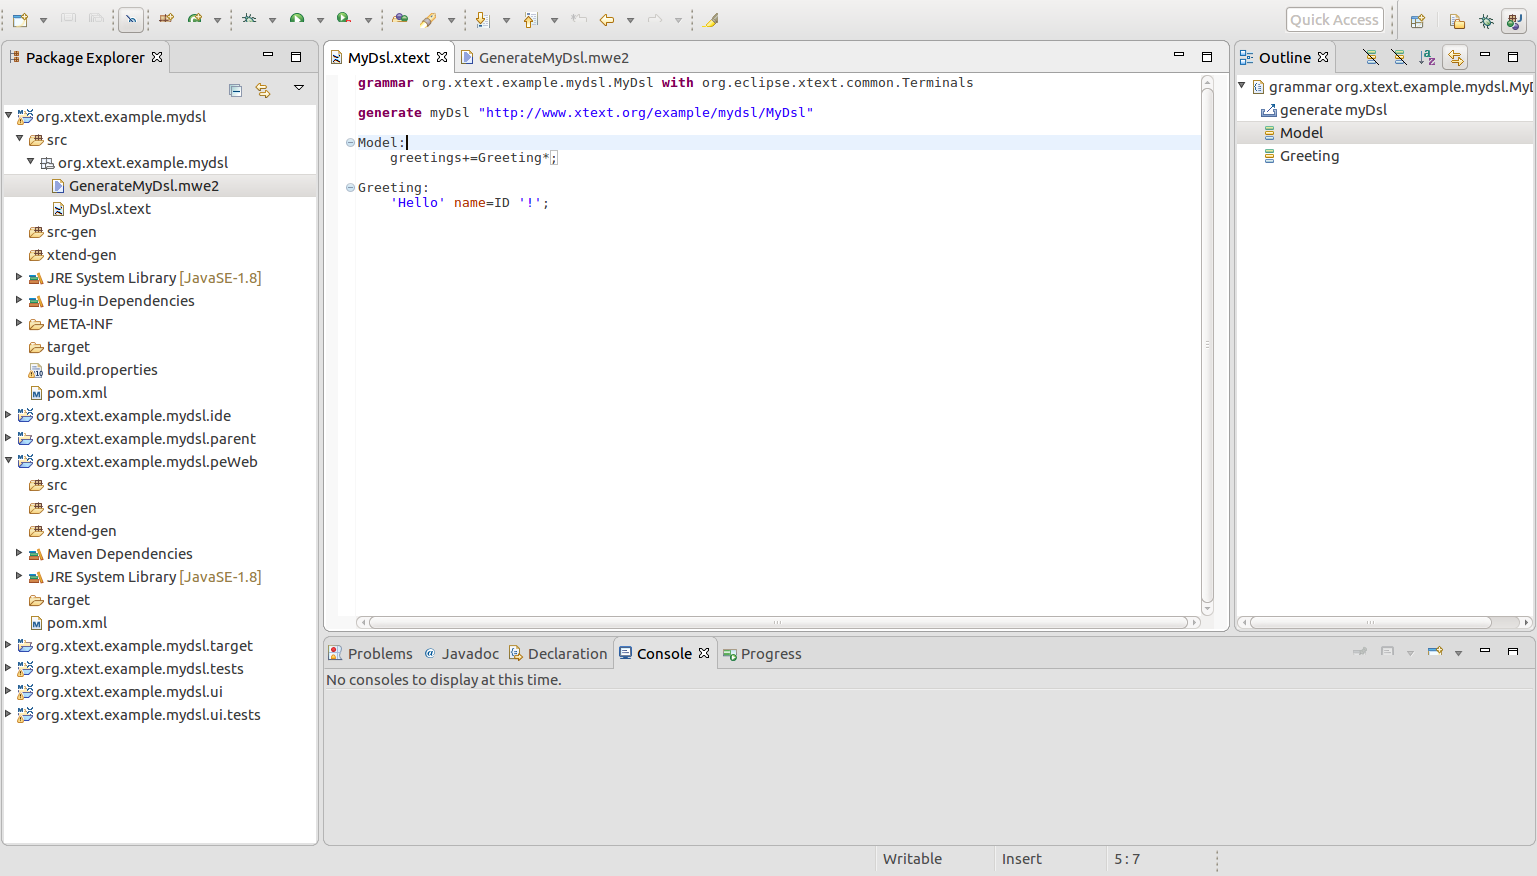 Quick Access
Package Explorer
org.xtext.example.mydsl
src
org.xtext.example.mydsl
GenerateMyDsl.mwe2
MyDsl.xtext
src-gen
xtend-gen
JRE System Library [JavaSE-1.8]
Plug-in Dependencies
META-INF
target
build.properties
pom.xml
org.xtext.example.mydsl.ide
org.xtext.example.mydsl.parent
org.xtext.example.mydsl.peWeb
src
src-gen
xtend-gen
Maven Dependencies
JRE System Library [JavaSE-1.8]
target
pom.xml
org.xtext.example.mydsl.target
org.xtext.example.mydsl.tests
org.xtext.example.mydsl.ui
org.xtext.example.mydsl.ui.tests
MyDsl.xtext GenerateMyDsl.mwe2
grammar org.xtext.example.mydsl.MyDsl with org.eclipse.xtext.common.Terminals
generate myDsl "http://www.xtext.org/example/mydsl/MyDsl"
Model:
greetings+=Greeting*;
Greeting:
'Hello' name=ID '!';
Outline
grammar org.xtext.example.mydsl.MyD
generate myDsl
Model
Greeting
Problems Javadoc Declaration Console Progress
No consoles to display at this time.
Writable Insert 5 : 7